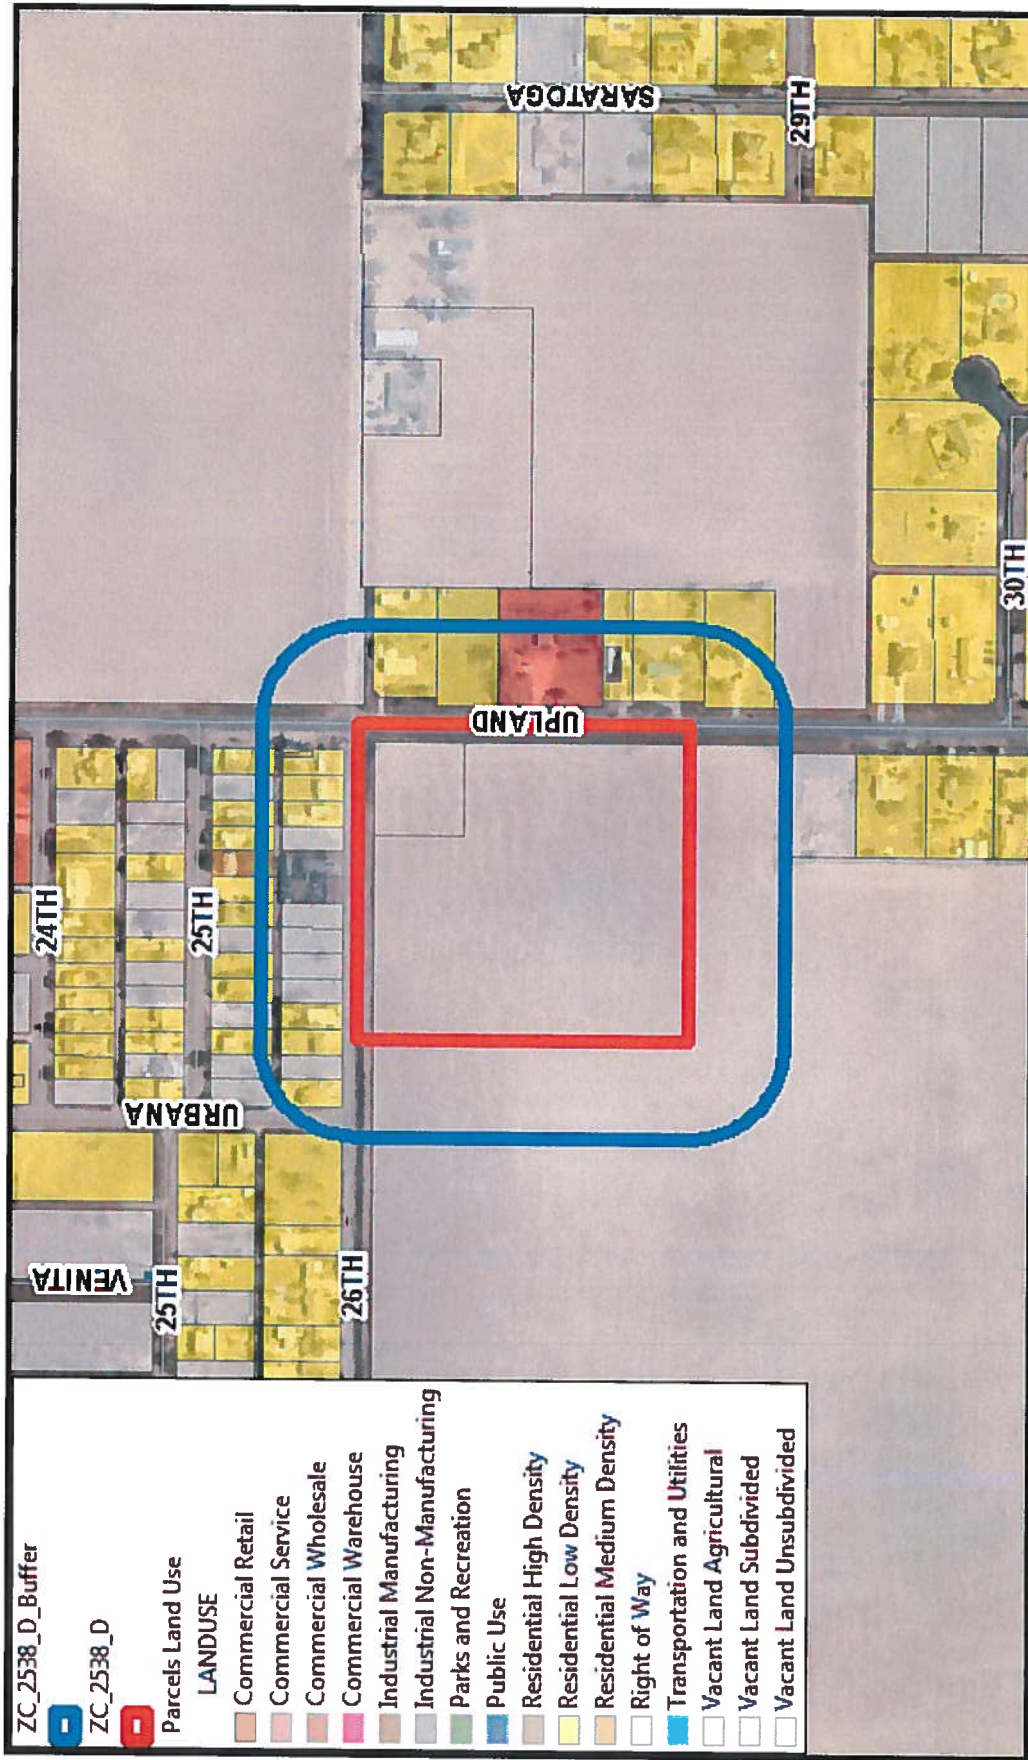 ZC_2538_D_Buffer
ZC_2538_D
Parcels Land Use
LANDUSE
Commercial Retail
Commercial Service
Commercial Wholesale
Commercial Warehouse
Industrial Manufacturing
Industrial Non-Manufacturing
Parks and Recreation
Public Use
Residential High Density
Residential Low Density
Residential Medium Density
Right of Way
Transportation and Utilities
Vacant Land Agricultural
Vacant Land Subdivided
Vacant Land Unsubdivided
VENITA
25TH
26TH
URBANA
24TH
25TH
UPLAND
30TH
SARATOGA
29TH